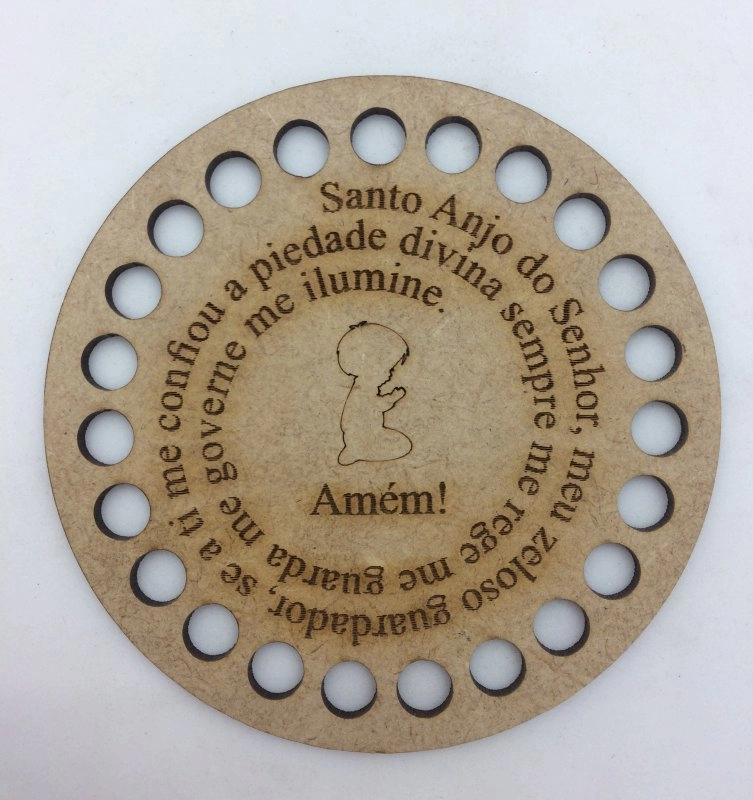 Santo Anjo do Senhor, meu zeloso guardador, se a ti me confiou a piedade divina sempre me rege me guarda me governe me ilumine.
Amém!